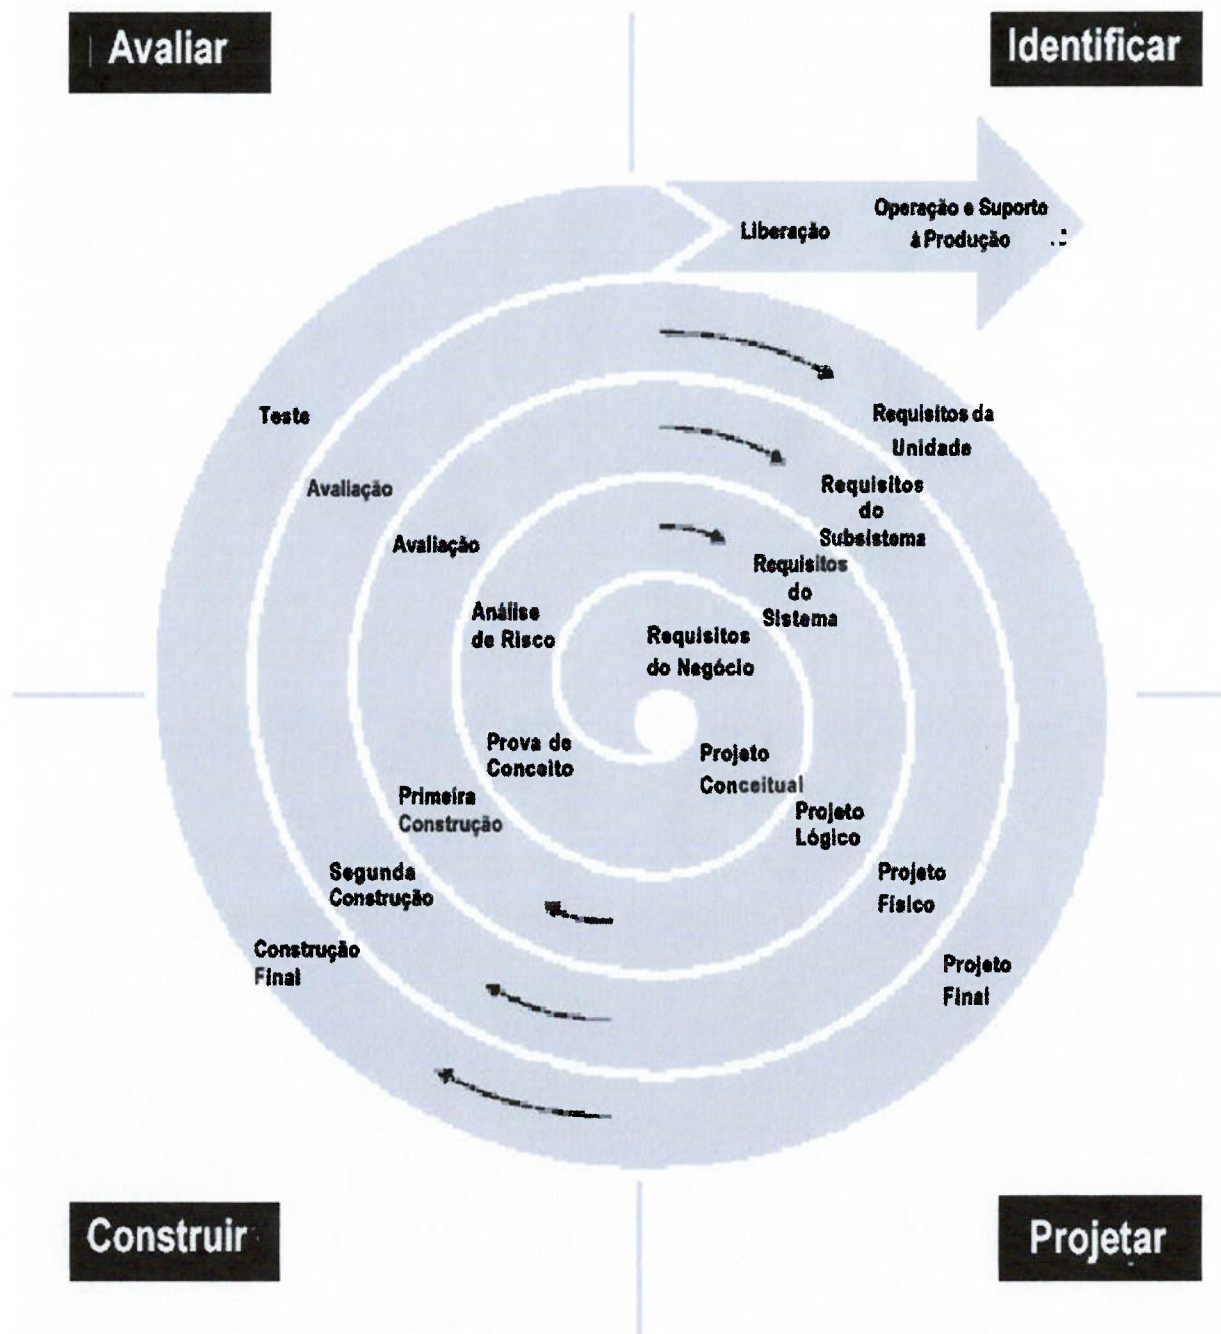 Avaliar
Identificar
Liberação
Operação e Suporte
à Produção
Teste
Requisitos da
Unidade
Avaliação
Requisitos
do
Subsistema
Avaliação
Requisitos
do
Sistema
Análise
de Risco
Requisitos
do Negócio
Prova de
Conceito
Projeto
Conceitual
Primeira
Construção
Projeto
Lógico
Segunda
Construção
Projeto
Físico
Construção
Final
Projeto
Final
Construir
Projetar